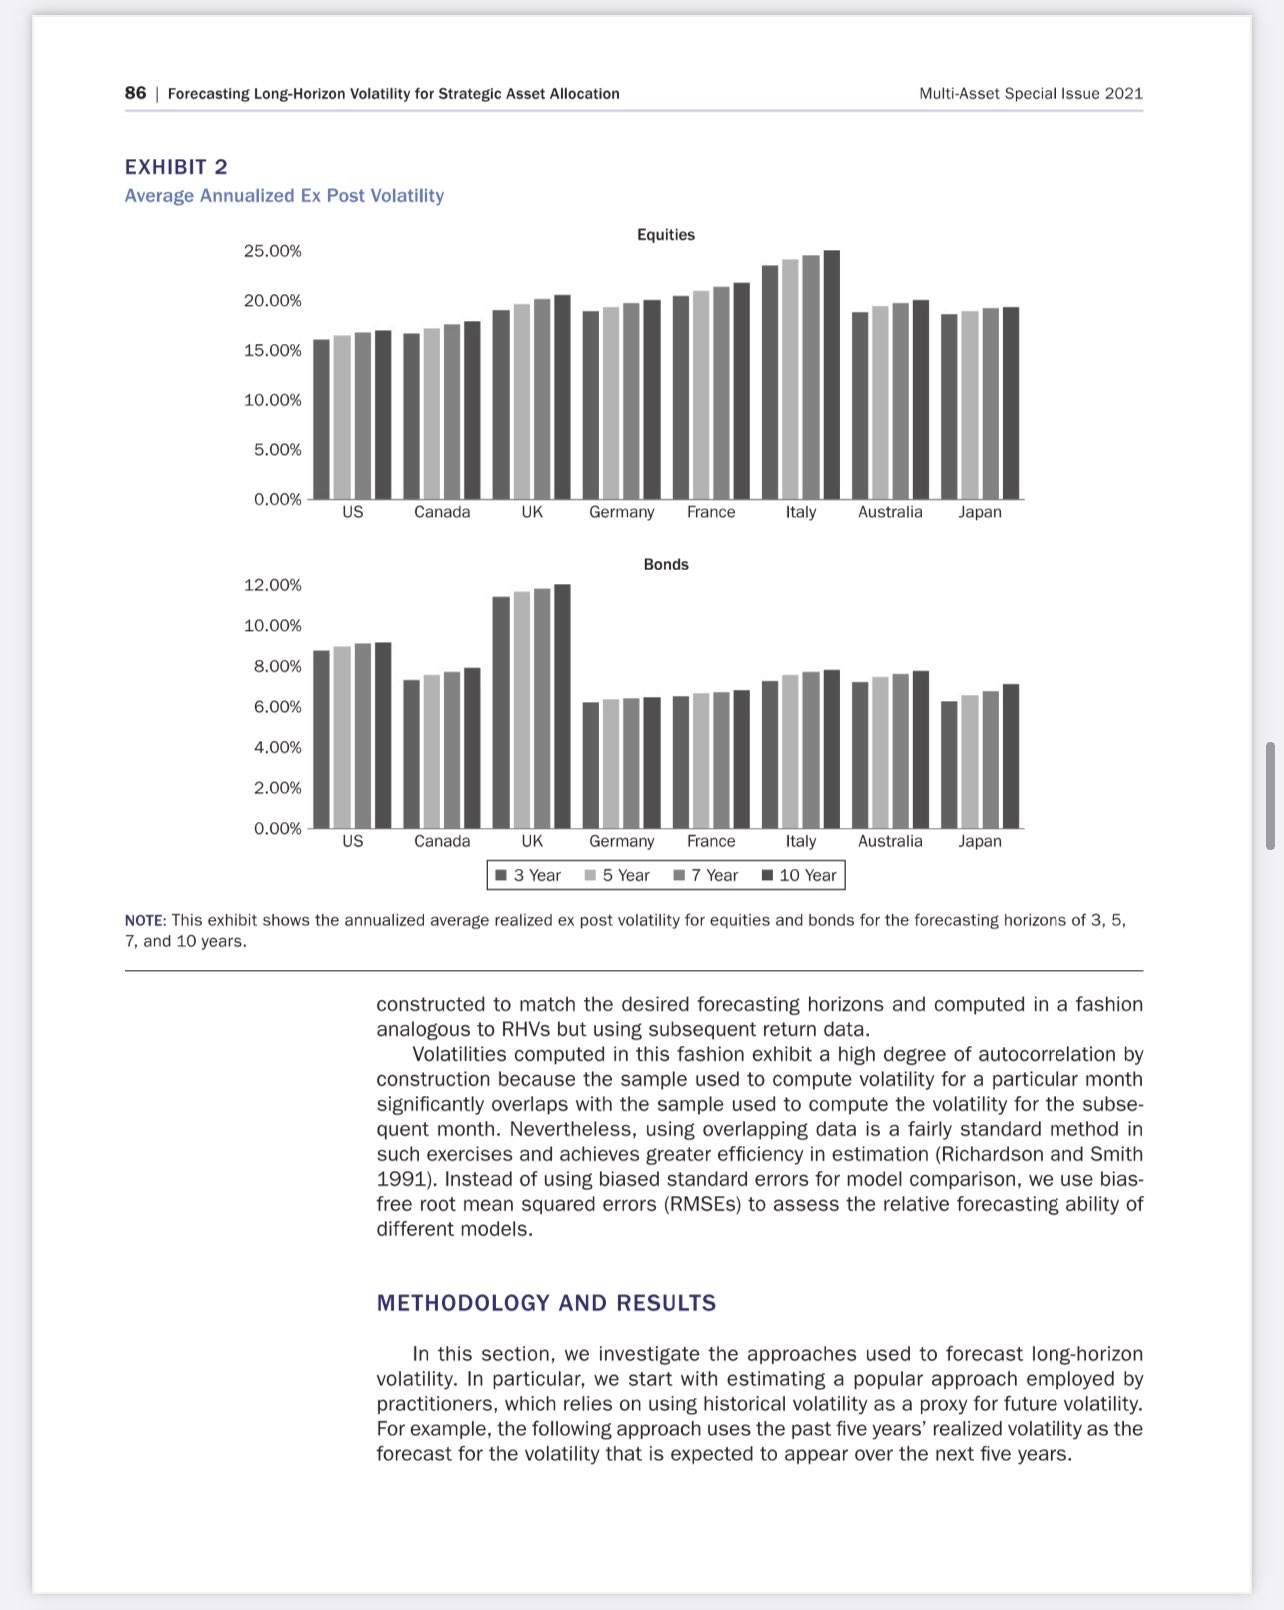 86 | Forecasting Long-Horizon Volatility for Strategic Asset Allocation
Multi-Asset Special Issue 2021
EXHIBIT 2
Average Annualized Ex Post Volatility
Equities
25.00%
20.00%
15.00%
10.00%
5.00%
0.00%
US Canada UK Germany France Italy Australia Japan
Bonds
12.00%
10.00%
8.00%
6.00%
4.00%
2.00%
0.00%
US Canada UK Germany France Italy Australia Japan
3 Year 5 Year 7 Year 10 Year
NOTE: This exhibit shows the annualized average realized ex post volatility for equities and bonds for the forecasting horizons of 3, 5,
7, and 10 years.
constructed to match the desired forecasting horizons and computed in a fashion
analogous to RHVs but using subsequent return data.
Volatilities computed in this fashion exhibit a high degree of autocorrelation by
construction because the sample used to compute volatility for a particular month
significantly overlaps with the sample used to compute the volatility for the subse-
quent month. Nevertheless, using overlapping data is a fairly standard method in
such exercises and achieves greater efficiency in estimation (Richardson and Smith
1991). Instead of using biased standard errors for model comparison, we use bias-
free root mean squared errors (RMSEs) to assess the relative forecasting ability of
different models.
METHODOLOGY AND RESULTS
In this section, we investigate the approaches used to forecast long-horizon
volatility. In particular, we start with estimating a popular approach employed by
practitioners, which relies on using historical volatility as a proxy for future volatility.
For example, the following approach uses the past five years’ realized volatility as the
forecast for the volatility that is expected to appear over the next five years.